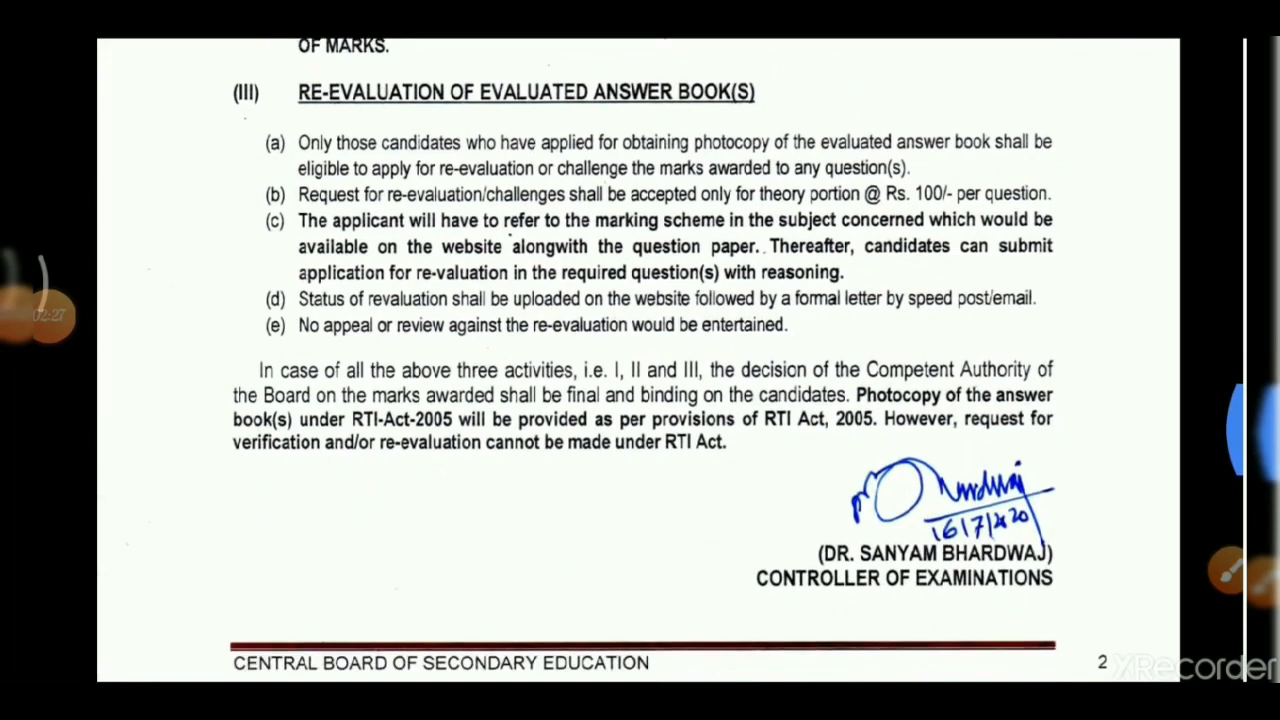 OF MARKS.
(III) RE-EVALUATION OF EVALUATED ANSWER BOOK(S)
(a) Only those candidates who have applied for obtaining photocopy of the evaluated answer book shall be
eligible to apply for re-evaluation or challenge the marks awarded to any question(s).
(b) Request for re-evaluation/challenges shall be accepted only for theory portion @ Rs. 100/- per question.
(c) The applicant will have to refer to the marking scheme in the subject concerned which would be
available on the website alongwith the question paper. Thereafter, candidates can submit
application for re-valuation in the required question(s) with reasoning.
(d) Status of revaluation shall be uploaded on the website followed by a formal letter by speed post/email.
(e) No appeal or review against the re-evaluation would be entertained.
In case of all the above three activities, i.e. I, II and III, the decision of the Competent Authority of
the Board on the marks awarded shall be final and binding on the candidates. Photocopy of the answer
book(s) under RTI-Act-2005 will be provided as per provisions of RTI Act, 2005. However, request for
verification and/or re-evaluation cannot be made under RTI Act.
16/7/2020
(DR. SANYAM BHARDWAJ)
CONTROLLER OF EXAMINATIONS
CENTRAL BOARD OF SECONDARY EDUCATION 2
02:27
XRecorder